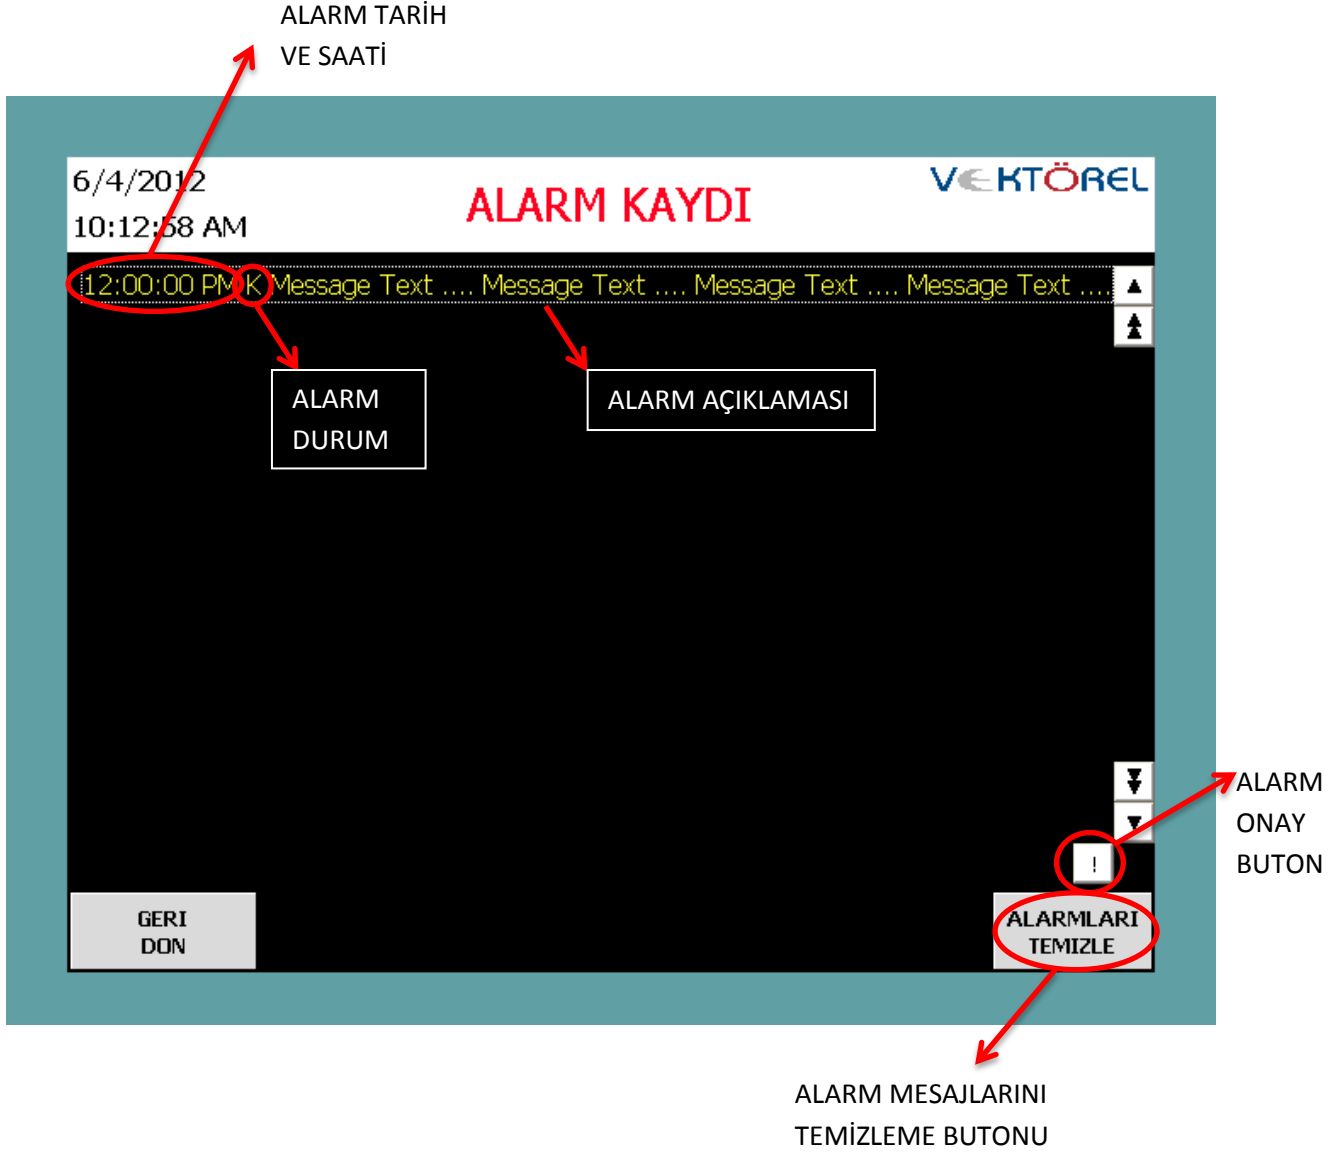 ALARM TARİH
VE SAATİ
6/4/2012
10:12:58 AM
ALARM KAYDI
VEKTÖREL
12:00:00 PM K Message Text .... Message Text .... Message Text .... Message Text ....
ALARM
DURUM
ALARM AÇIKLAMASI
ALARM
ONAY
BUTON
!
GERI
DON
ALARMLARI
TEMIZLE
ALARM MESAJLARINI
TEMİZLEME BUTONU